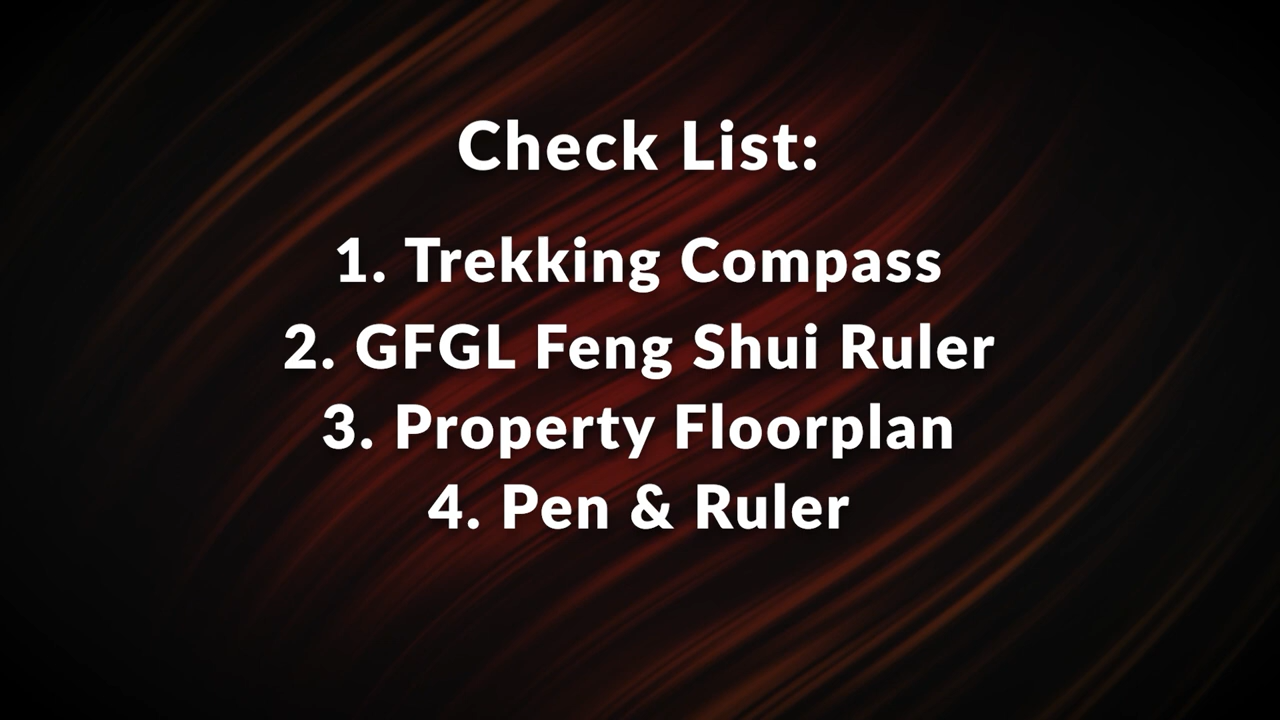 Check List:
1. Trekking Compass
2. GFGL Feng Shui Ruler
3. Property Floorplan
4. Pen & Ruler